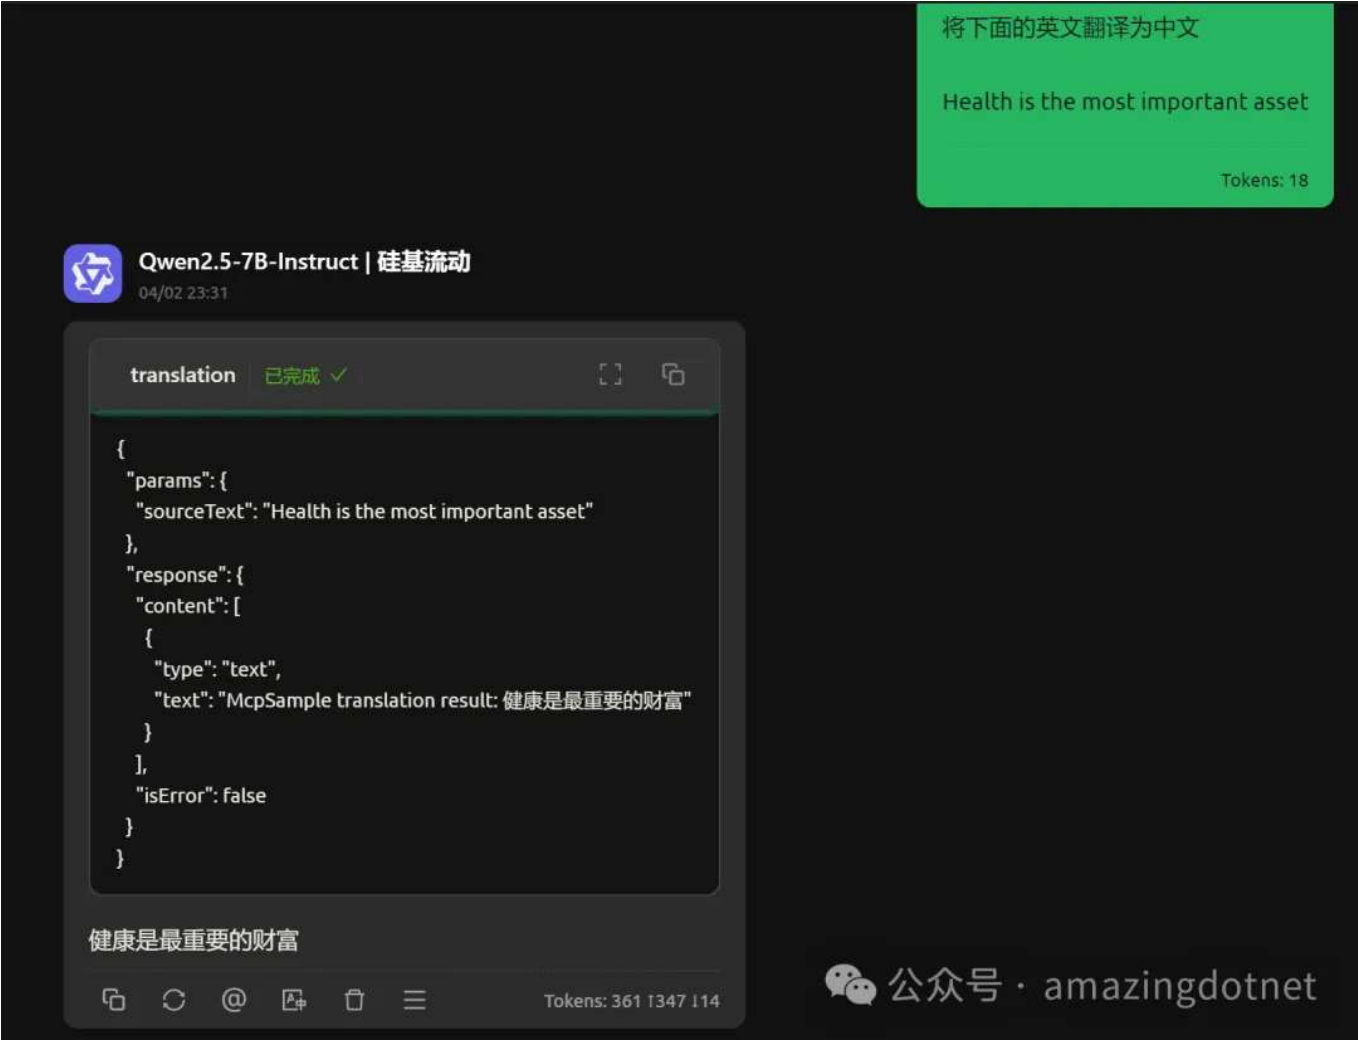 将下面的英文翻译为中文
Health is the most important asset
Tokens: 18
Qwen2.5-7B-Instruct | 硅基流动
04/02 23:31
translation 已完成 ✓
{
"params": {
"sourceText": "Health is the most important asset"
},
"response": {
"content": [
{
"type": "text",
"text": "McpSample translation result: 健康是最重要的财富"
}
],
"isError": false
}
}
健康是最重要的财富
Tokens: 361 ↑347 ↓14
公众号 · amazingdotnet